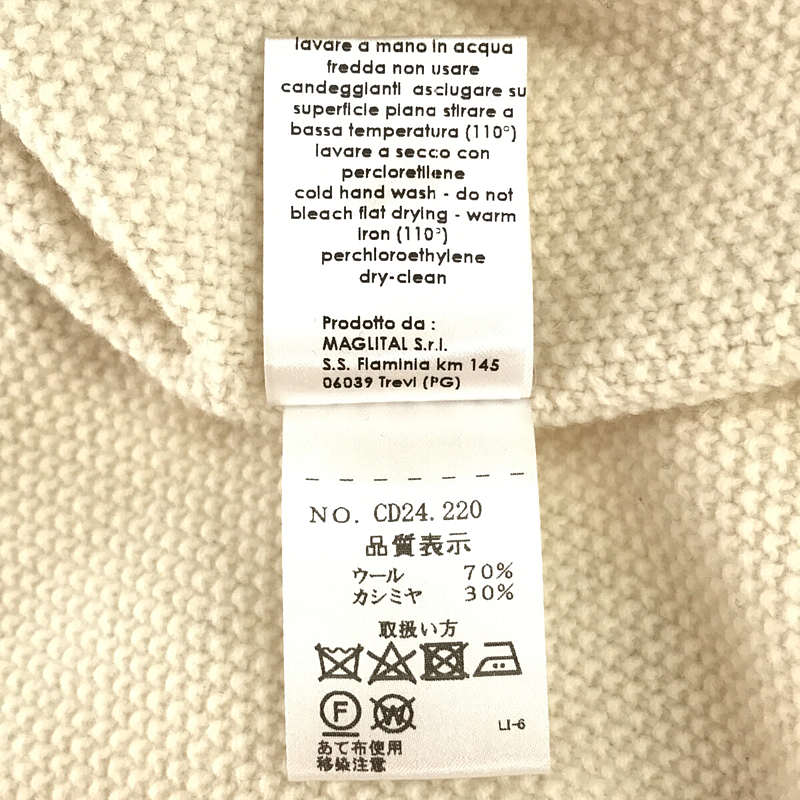 lavare a mano in acqua
fredda non usare
candeggianti asciugare su
superficie piana stirare a
bassa temperatura (110°)
lavare a secco con
percloretilene
cold hand wash - do not
bleach flat drying - warm
iron (110°)
perchloroethylene
dry-clean
Prodotto da :
MAGLITAL S.r.l.
S.S. Flaminia km 145
06039 Trevi (PG)
NO. CD24.220
品質表示
ウール 70%
カシミヤ 30%
取扱い方
F W
LI-6
あて布使用
移染注意